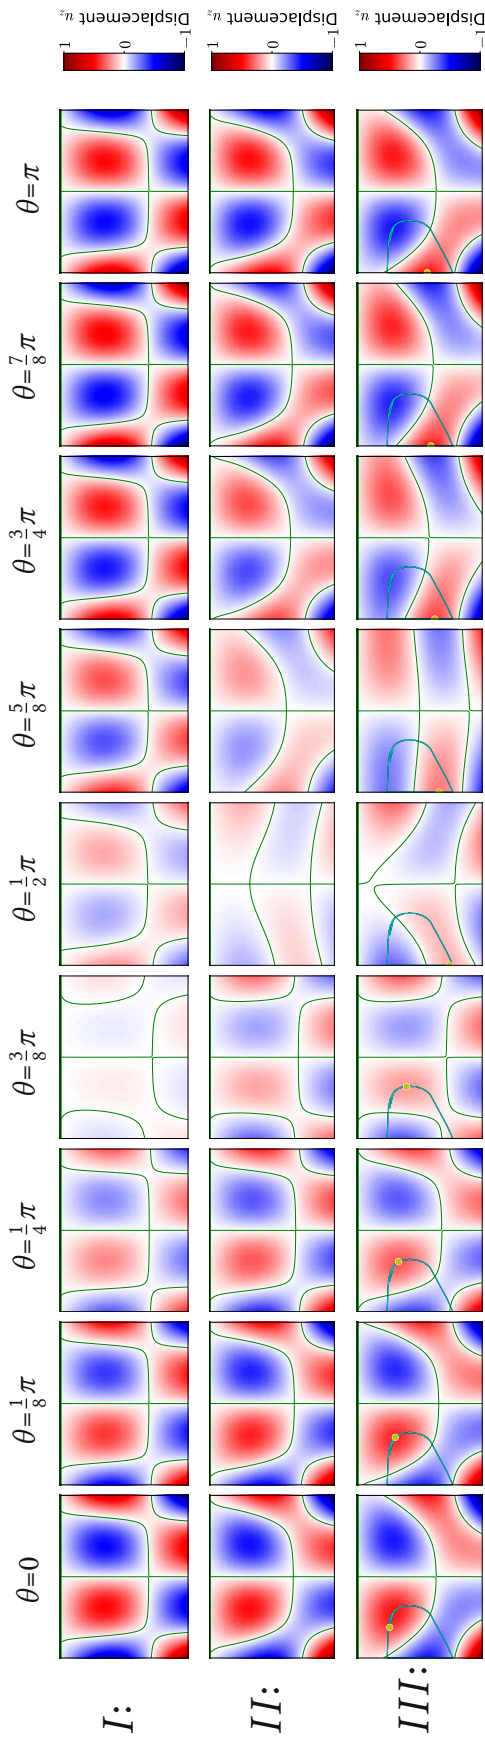 θ=0 θ=1/8π θ=1/4π θ=3/8π θ=1/2π θ=5/8π θ=3/4π θ=7/8π θ=π
I:
1 0 −1 Displacement u_z
II:
1 0 −1 Displacement u_z
III:
1 0 −1 Displacement u_z